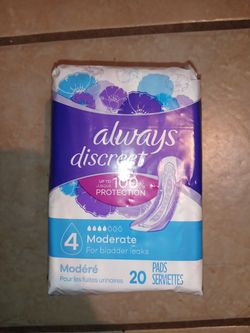 always
discreet
UP TO
JUSQU'À
100%
PROTECTION
4 Moderate
For bladder leaks
Modéré
Pour les fuites urinaires
20 PADS
SERVIETTES